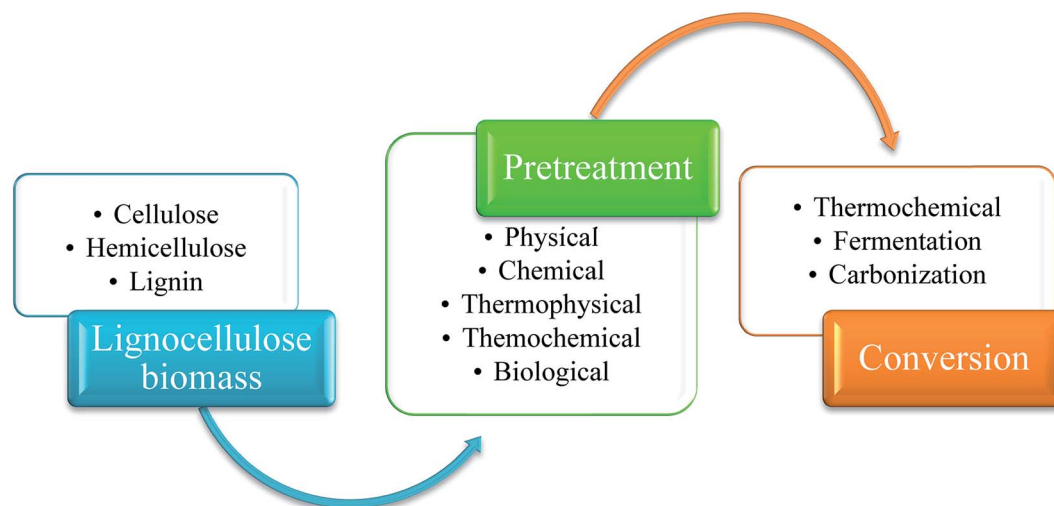 • Cellulose
• Hemicellulose
• Lignin
Lignocellulose
biomass
Pretreatment
• Physical
• Chemical
• Thermophysical
• Themochemical
• Biological
• Thermochemical
• Fermentation
• Carbonization
Conversion